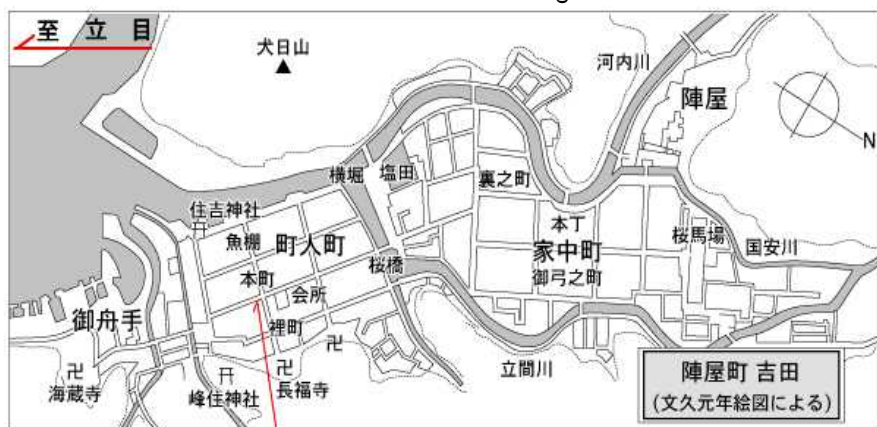 至 立 目
犬日山
河内川
陣屋
N
横堀
塩田
裏之町
住吉神社
魚棚
町人町
本丁
家中町
桜馬場
国安川
本町
会所
桜橋
御弓之町
御舟手
裡町
立間川
海蔵寺
峰住神社
長福寺
陣屋町 吉田
(文久元年絵図による)